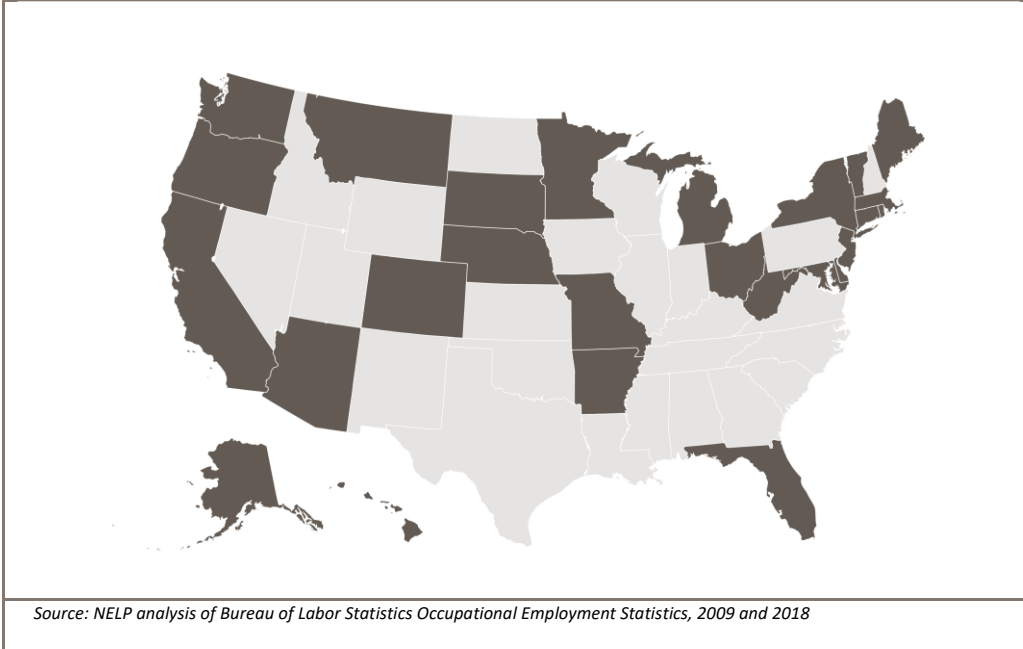 Source: NELP analysis of Bureau of Labor Statistics Occupational Employment Statistics, 2009 and 2018